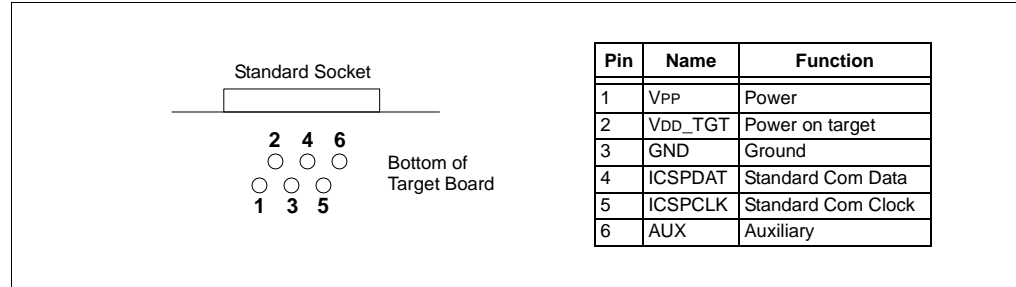 Standard Socket
2 4 6
Bottom of
Target Board
1 3 5
Pin Name Function
1 VPP Power
2 VDD_TGT Power on target
3 GND Ground
4 ICSPDAT Standard Com Data
5 ICSPCLK Standard Com Clock
6 AUX Auxiliary